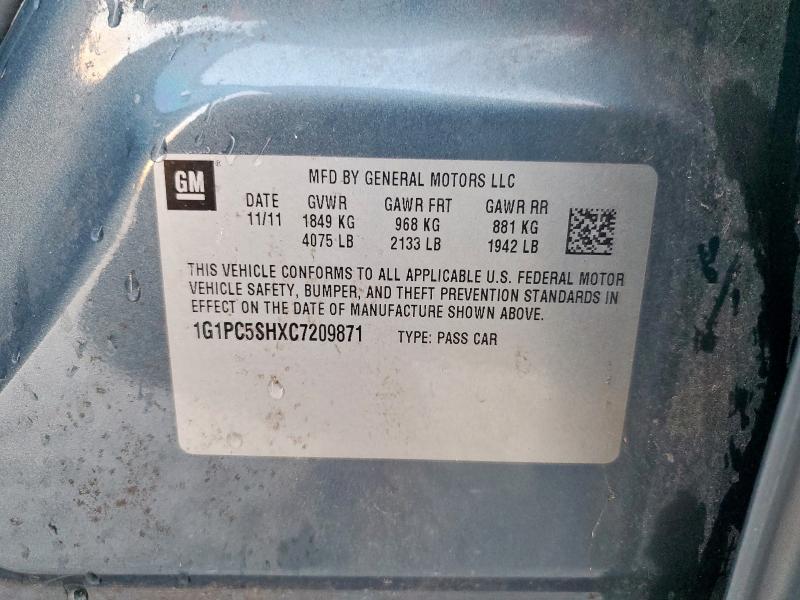 GM ®
MFD BY GENERAL MOTORS LLC
DATE GVWR GAWR FRT GAWR RR
11/11 1849 KG 968 KG 881 KG
4075 LB 2133 LB 1942 LB
THIS VEHICLE CONFORMS TO ALL APPLICABLE U.S. FEDERAL MOTOR
VEHICLE SAFETY, BUMPER, AND THEFT PREVENTION STANDARDS IN
EFFECT ON THE DATE OF MANUFACTURE SHOWN ABOVE.
1G1PC5SHXC7209871 TYPE: PASS CAR